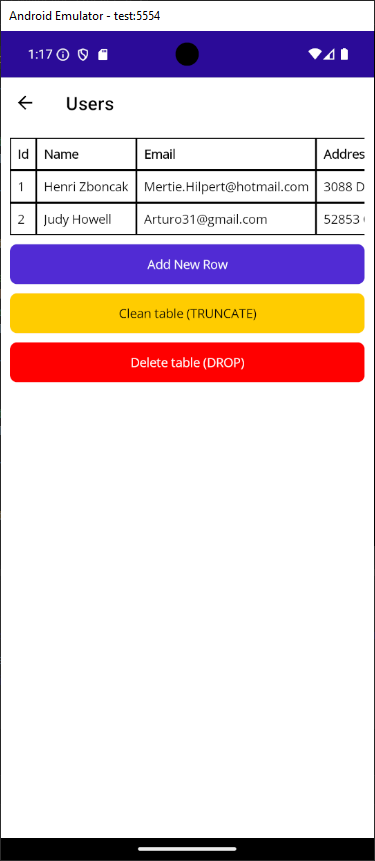 Android Emulator - test:5554
1:17
Users
Id Name Email Addres
1 Henri Zboncak Mertie.Hilpert@hotmail.com 3088 D
2 Judy Howell Arturo31@gmail.com 52853
Add New Row
Clean table (TRUNCATE)
Delete table (DROP)